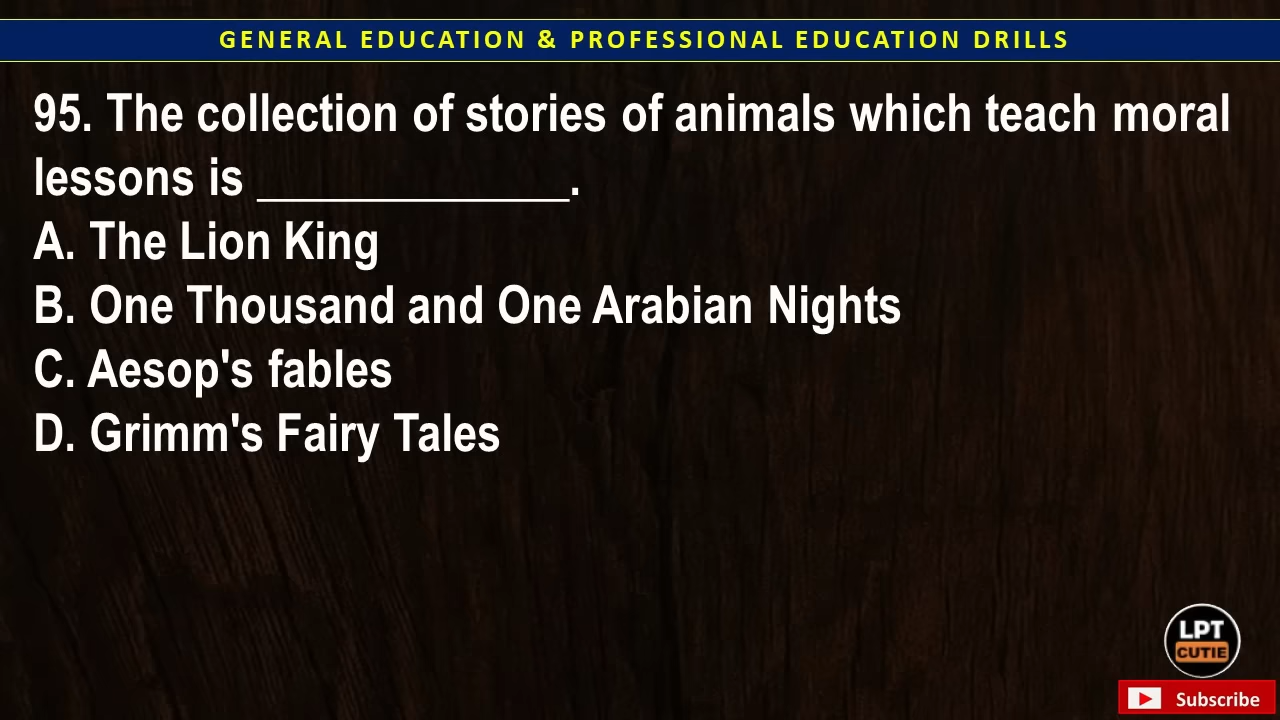 GENERAL EDUCATION & PROFESSIONAL EDUCATION DRILLS
95. The collection of stories of animals which teach moral
lessons is _____________.
A. The Lion King
B. One Thousand and One Arabian Nights
C. Aesop's fables
D. Grimm's Fairy Tales
LPT
CUTIE
Subscribe